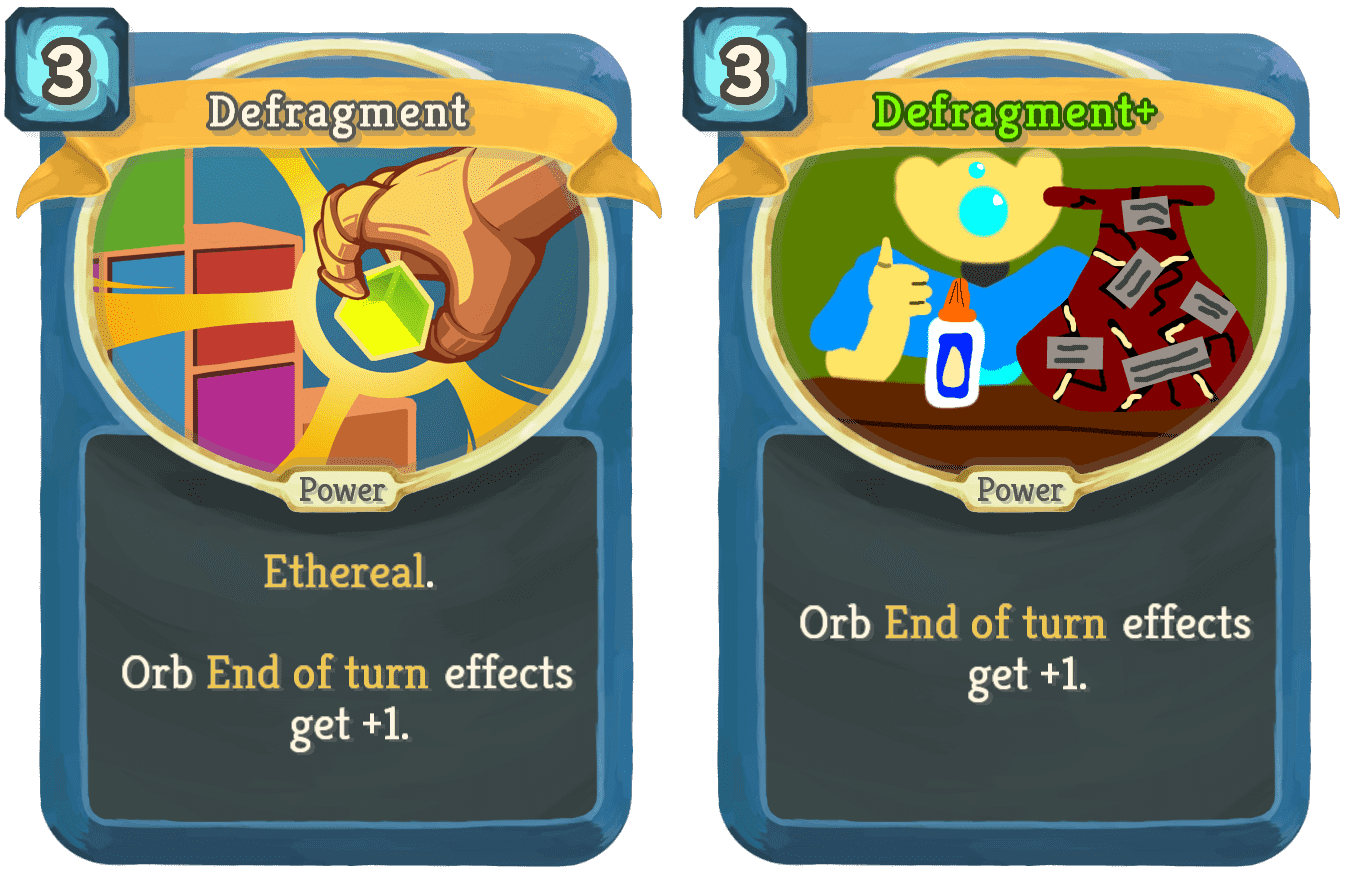 3
Defragment
Power
Ethereal.
Orb End of turn effects
get +1.
3
Defragment+
Power
Orb End of turn effects
get +1.